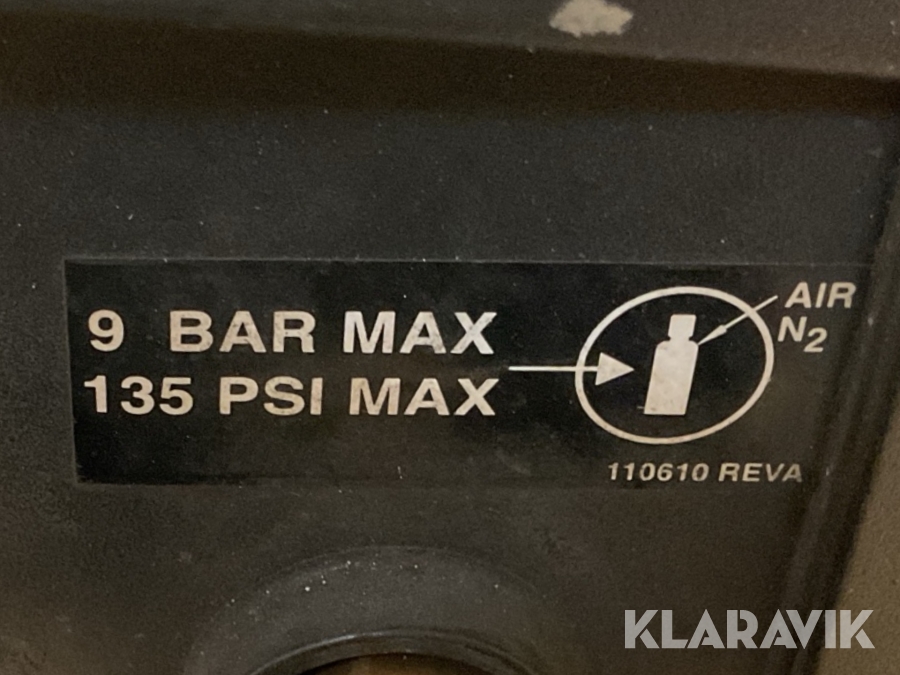 9 BAR MAX
135 PSI MAX
AIR
N2
110610 REVA
KLARAVIK